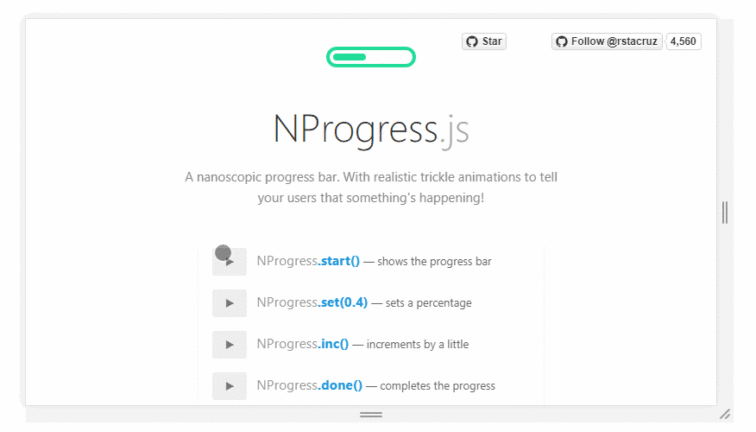 Star
Follow @rstacruz 4,560
NProgress.js
A nanoscopic progress bar. With realistic trickle animations to tell
your users that something's happening!
NProgress.start() — shows the progress bar
NProgress.set(0.4) — sets a percentage
NProgress.inc() — increments by a little
NProgress.done() — completes the progress